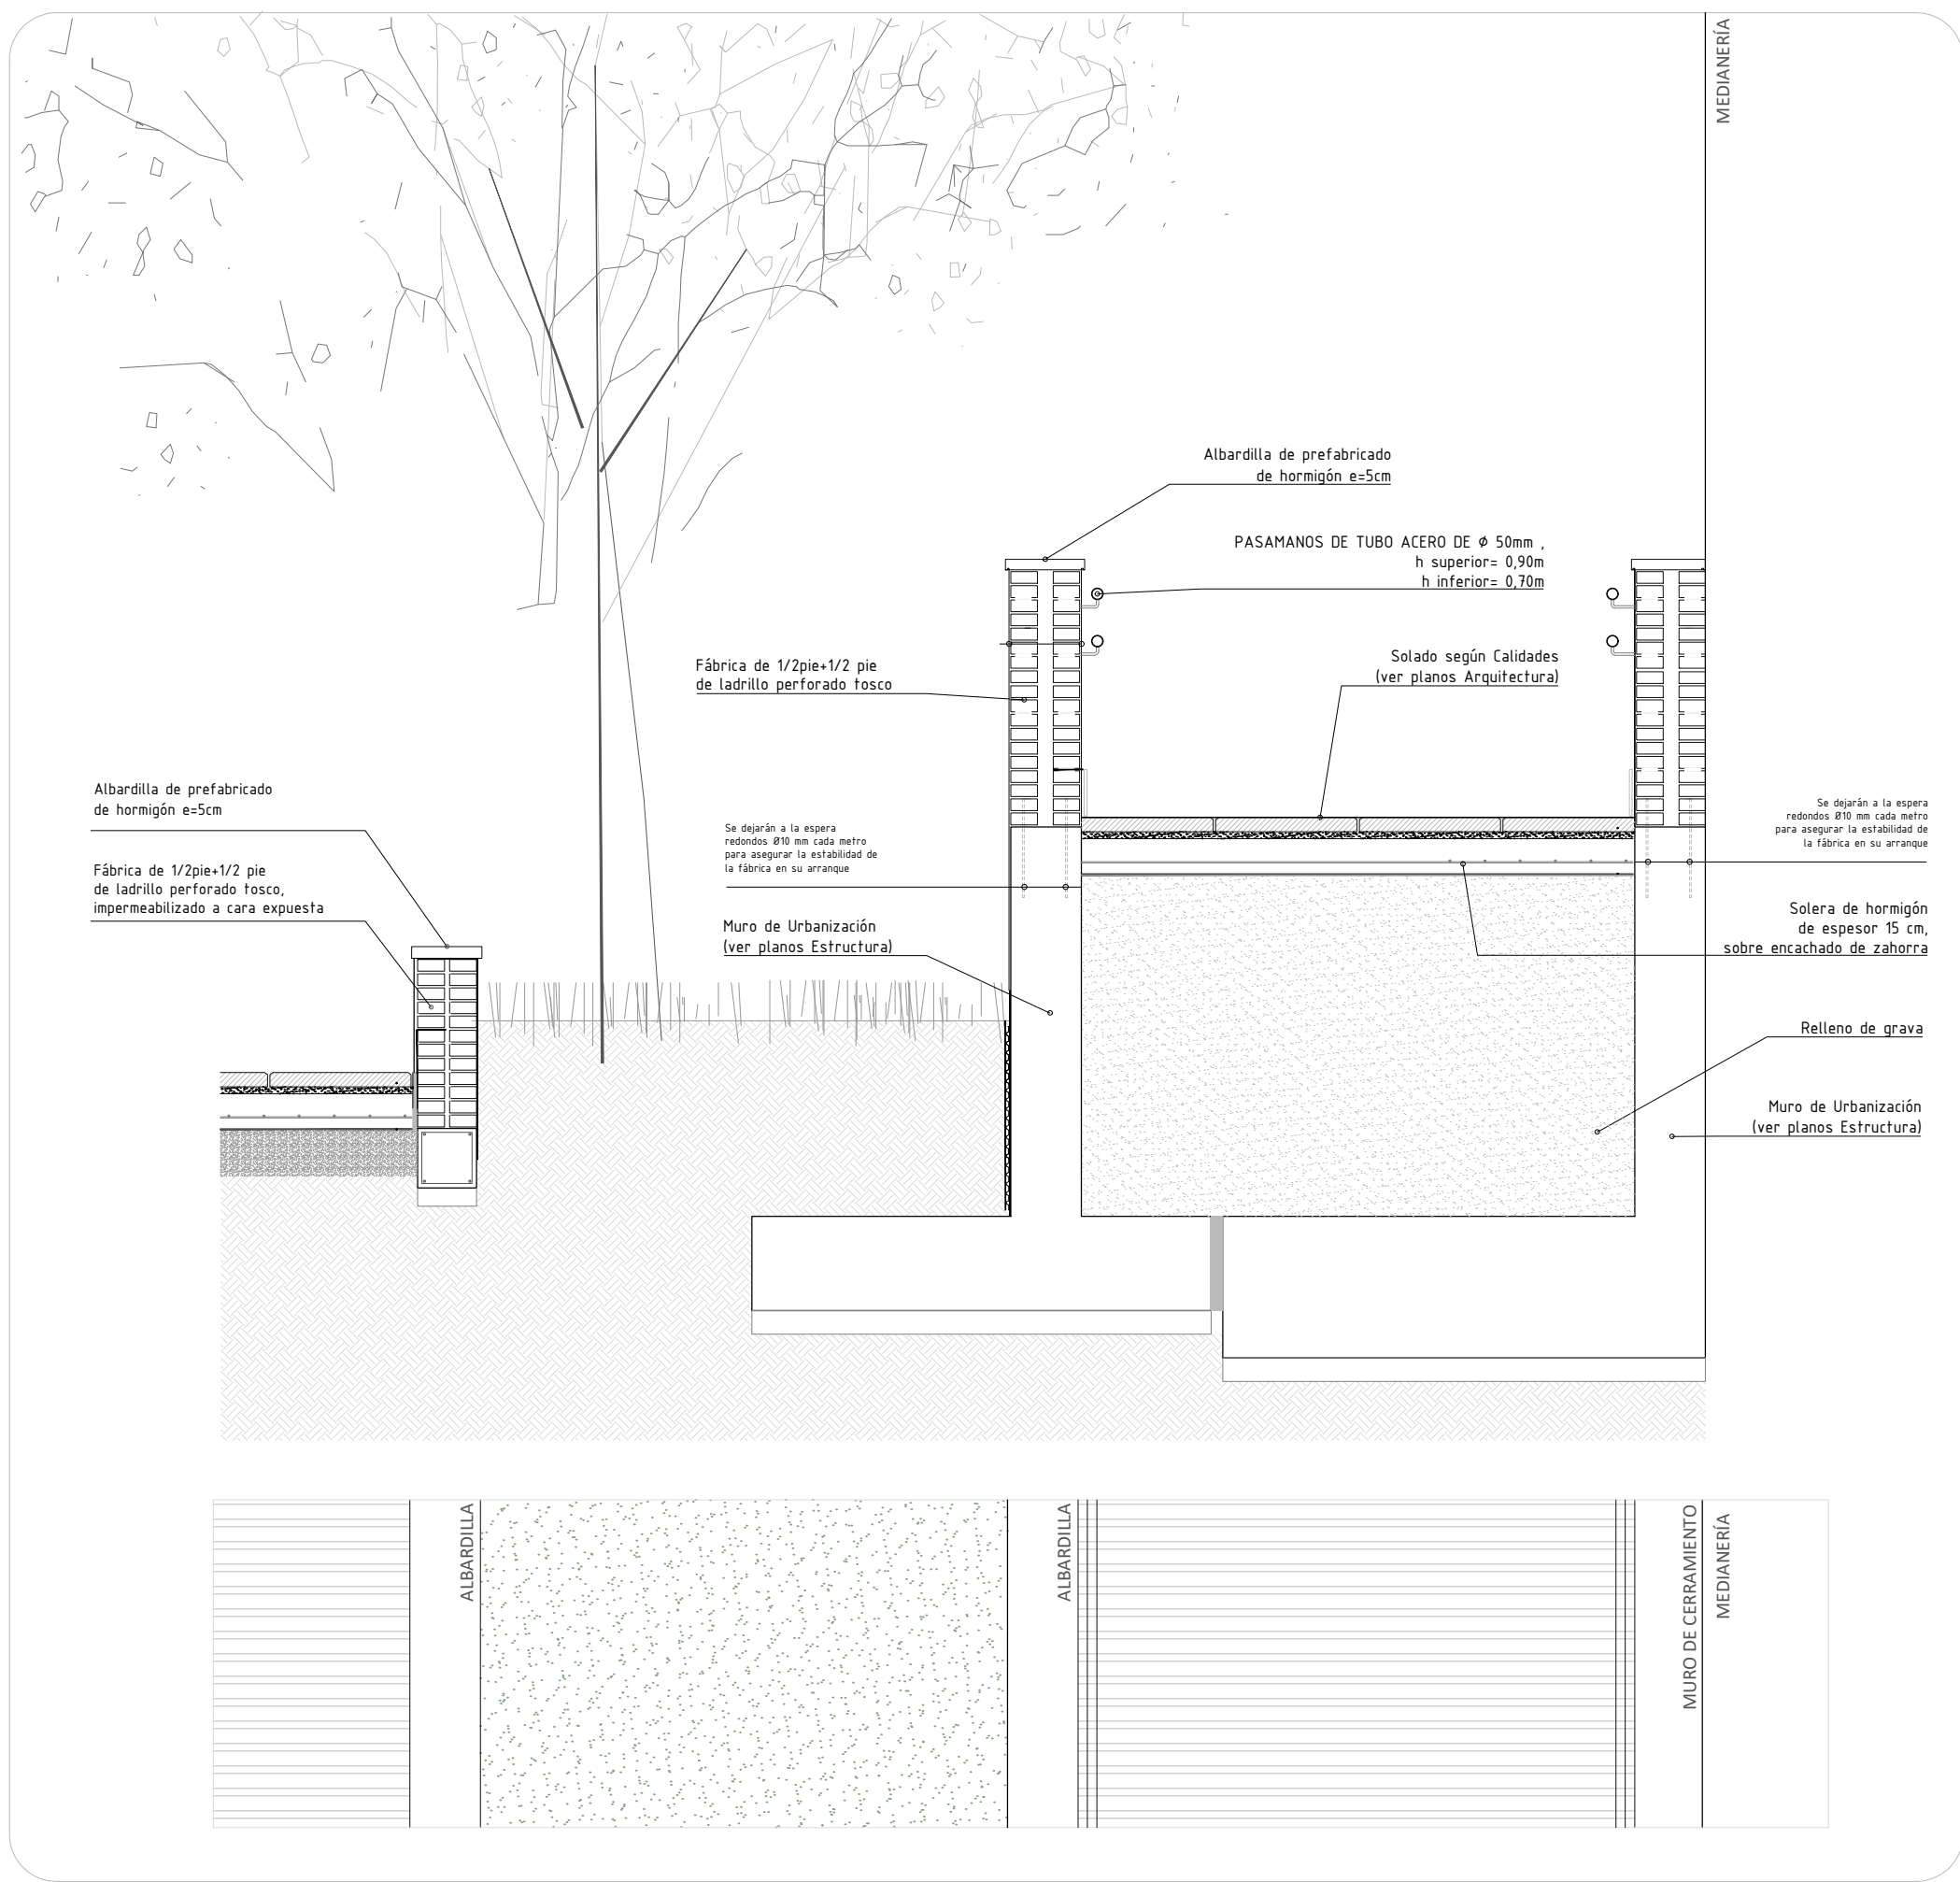 MEDIANERÍA
Albardilla de prefabricado
de hormigón e=5cm
PASAMANOS DE TUBO ACERO DE Ø 50mm ,
h superior= 0,90m
h inferior= 0,70m
Fábrica de 1/2pie+1/2 pie
de ladrillo perforado tosco
Solado según Calidades
(ver planos Arquitectura)
Albardilla de prefabricado
de hormigón e=5cm
Se dejarán a la espera
redondos Ø10 mm cada metro
para asegurar la estabilidad de
la fábrica en su arranque
Se dejarán a la espera
redondos Ø10 mm cada metro
para asegurar la estabilidad de
la fábrica en su arranque
Fábrica de 1/2pie+1/2 pie
de ladrillo perforado tosco,
impermeabilizado a cara expuesta
Muro de Urbanización
(ver planos Estructura)
Solera de hormigón
de espesor 15 cm,
sobre encachado de zahorra
Relleno de grava
Muro de Urbanización
(ver planos Estructura)
ALBARDILLA
ALBARDILLA
MURO DE CERRAMIENTO
MEDIANERÍA